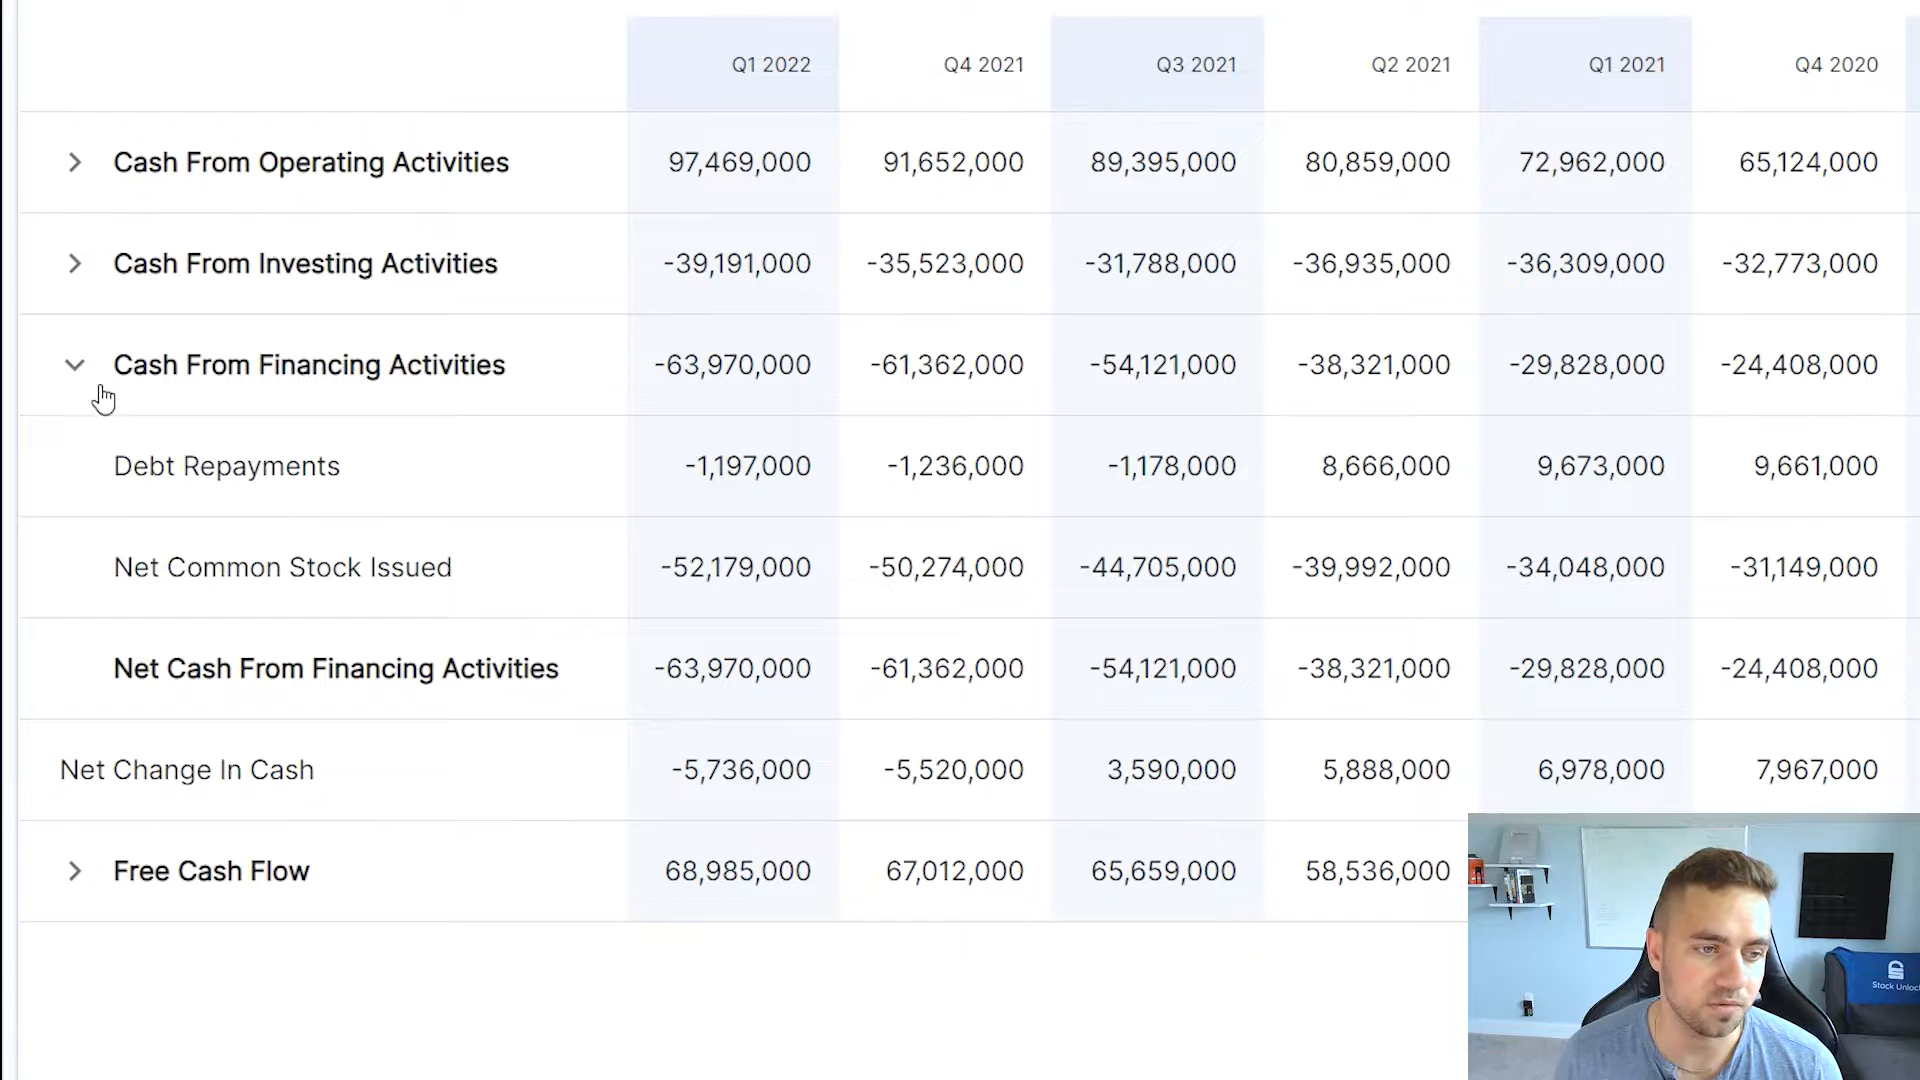 Q1 2022 Q4 2021 Q3 2021 Q2 2021 Q1 2021 Q4 2020
Cash From Operating Activities 97,469,000 91,652,000 89,395,000 80,859,000 72,962,000 65,124,000
Cash From Investing Activities -39,191,000 -35,523,000 -31,788,000 -36,935,000 -36,309,000 -32,773,000
Cash From Financing Activities -63,970,000 -61,362,000 -54,121,000 -38,321,000 -29,828,000 -24,408,000
Debt Repayments -1,197,000 -1,236,000 -1,178,000 8,666,000 9,673,000 9,661,000
Net Common Stock Issued -52,179,000 -50,274,000 -44,705,000 -39,992,000 -34,048,000 -31,149,000
Net Cash From Financing Activities -63,970,000 -61,362,000 -54,121,000 -38,321,000 -29,828,000 -24,408,000
Net Change In Cash -5,736,000 -5,520,000 3,590,000 5,888,000 6,978,000 7,967,000
Free Cash Flow 68,985,000 67,012,000 65,659,000 58,536,000
Stock Unloc